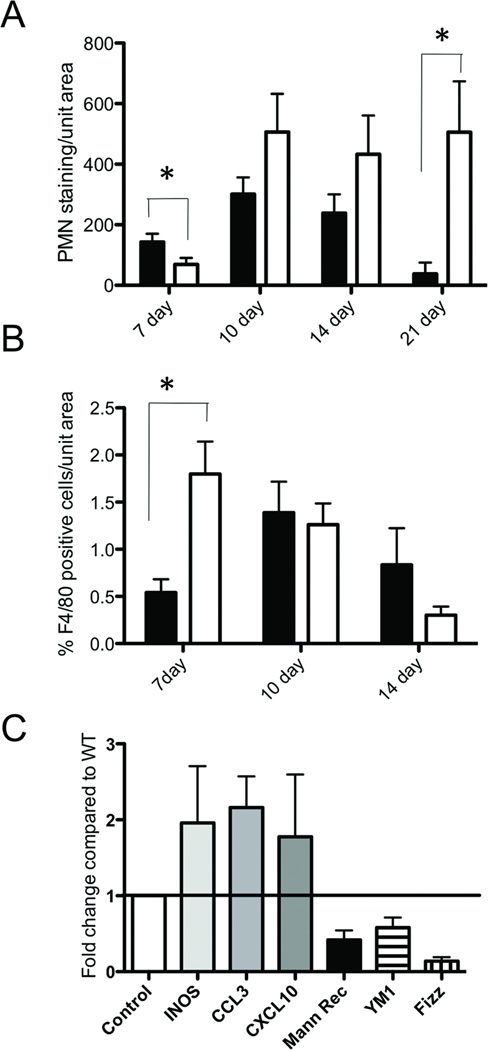 A
PMN staining/unit area
800
600
400
200
0
*
*
7 day
10 day
14 day
21 day
B
% F4/80 positive cells/unit area
2.5
2.0
1.5
1.0
0.5
0.0
*
7day
10 day
14 day
C
Fold change compared to WT
3
2
1
0
Control
INOS
CCL3
CXCL10
Mann Rec
YM1
Fizz